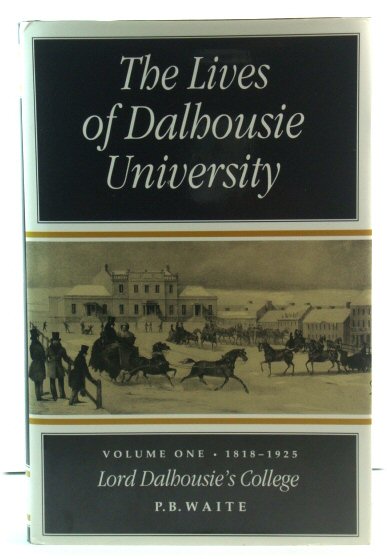 The Lives
of Dalhousie
University
VOLUME ONE · 1818–1925
Lord Dalhousie's College
P.B. WAITE